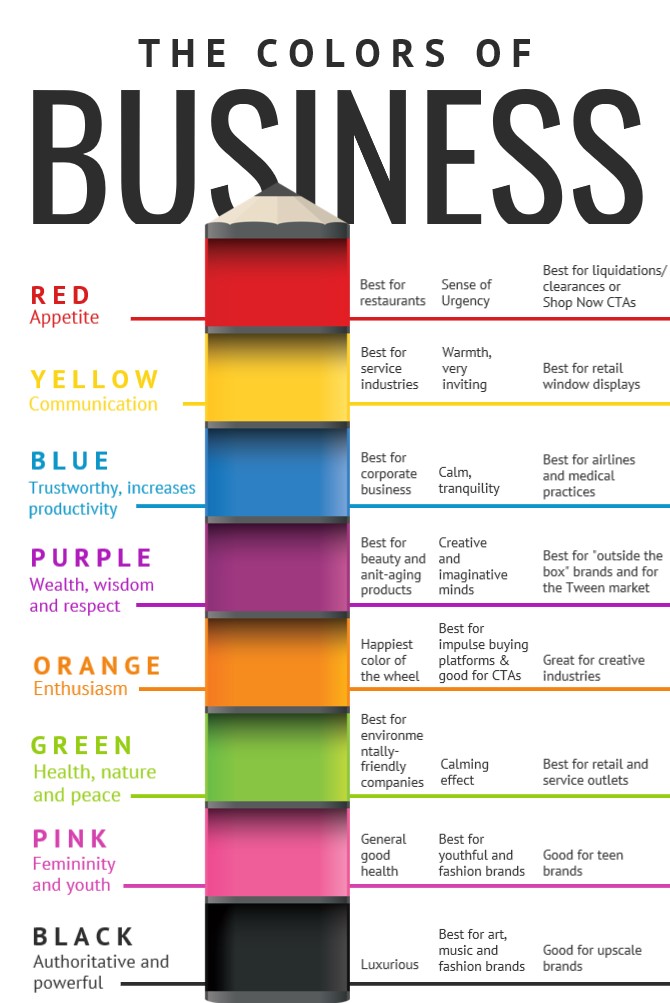 THE COLORS OF
BUSINESS
RED
Appetite
Best for
restaurants
Sense of
Urgency
Best for liquidations/
clearances or
Shop Now CTAs
YELLOW
Communication
Best for
service
industries
Warmth,
very
inviting
Best for retail
window displays
BLUE
Trustworthy, increases
productivity
Best for
corporate
business
Calm,
tranquility
Best for airlines
and medical
practices
PURPLE
Wealth, wisdom
and respect
Best for
beauty and
anit-aging
products
Creative
and
imaginative
minds
Best for "outside the
box" brands and for
the Tween market
ORANGE
Enthusiasm
Happiest
color of
the wheel
Best for
impulse buying
platforms &
good for CTAs
Great for creative
industries
GREEN
Health, nature
and peace
Best for
environme
ntally-
friendly
companies
Calming
effect
Best for retail and
service outlets
PINK
Femininity
and youth
General
good
health
Best for
youthful and
fashion brands
Good for teen
brands
BLACK
Authoritative and
powerful
Luxurious
Best for art,
music and
fashion brands
Good for upscale
brands